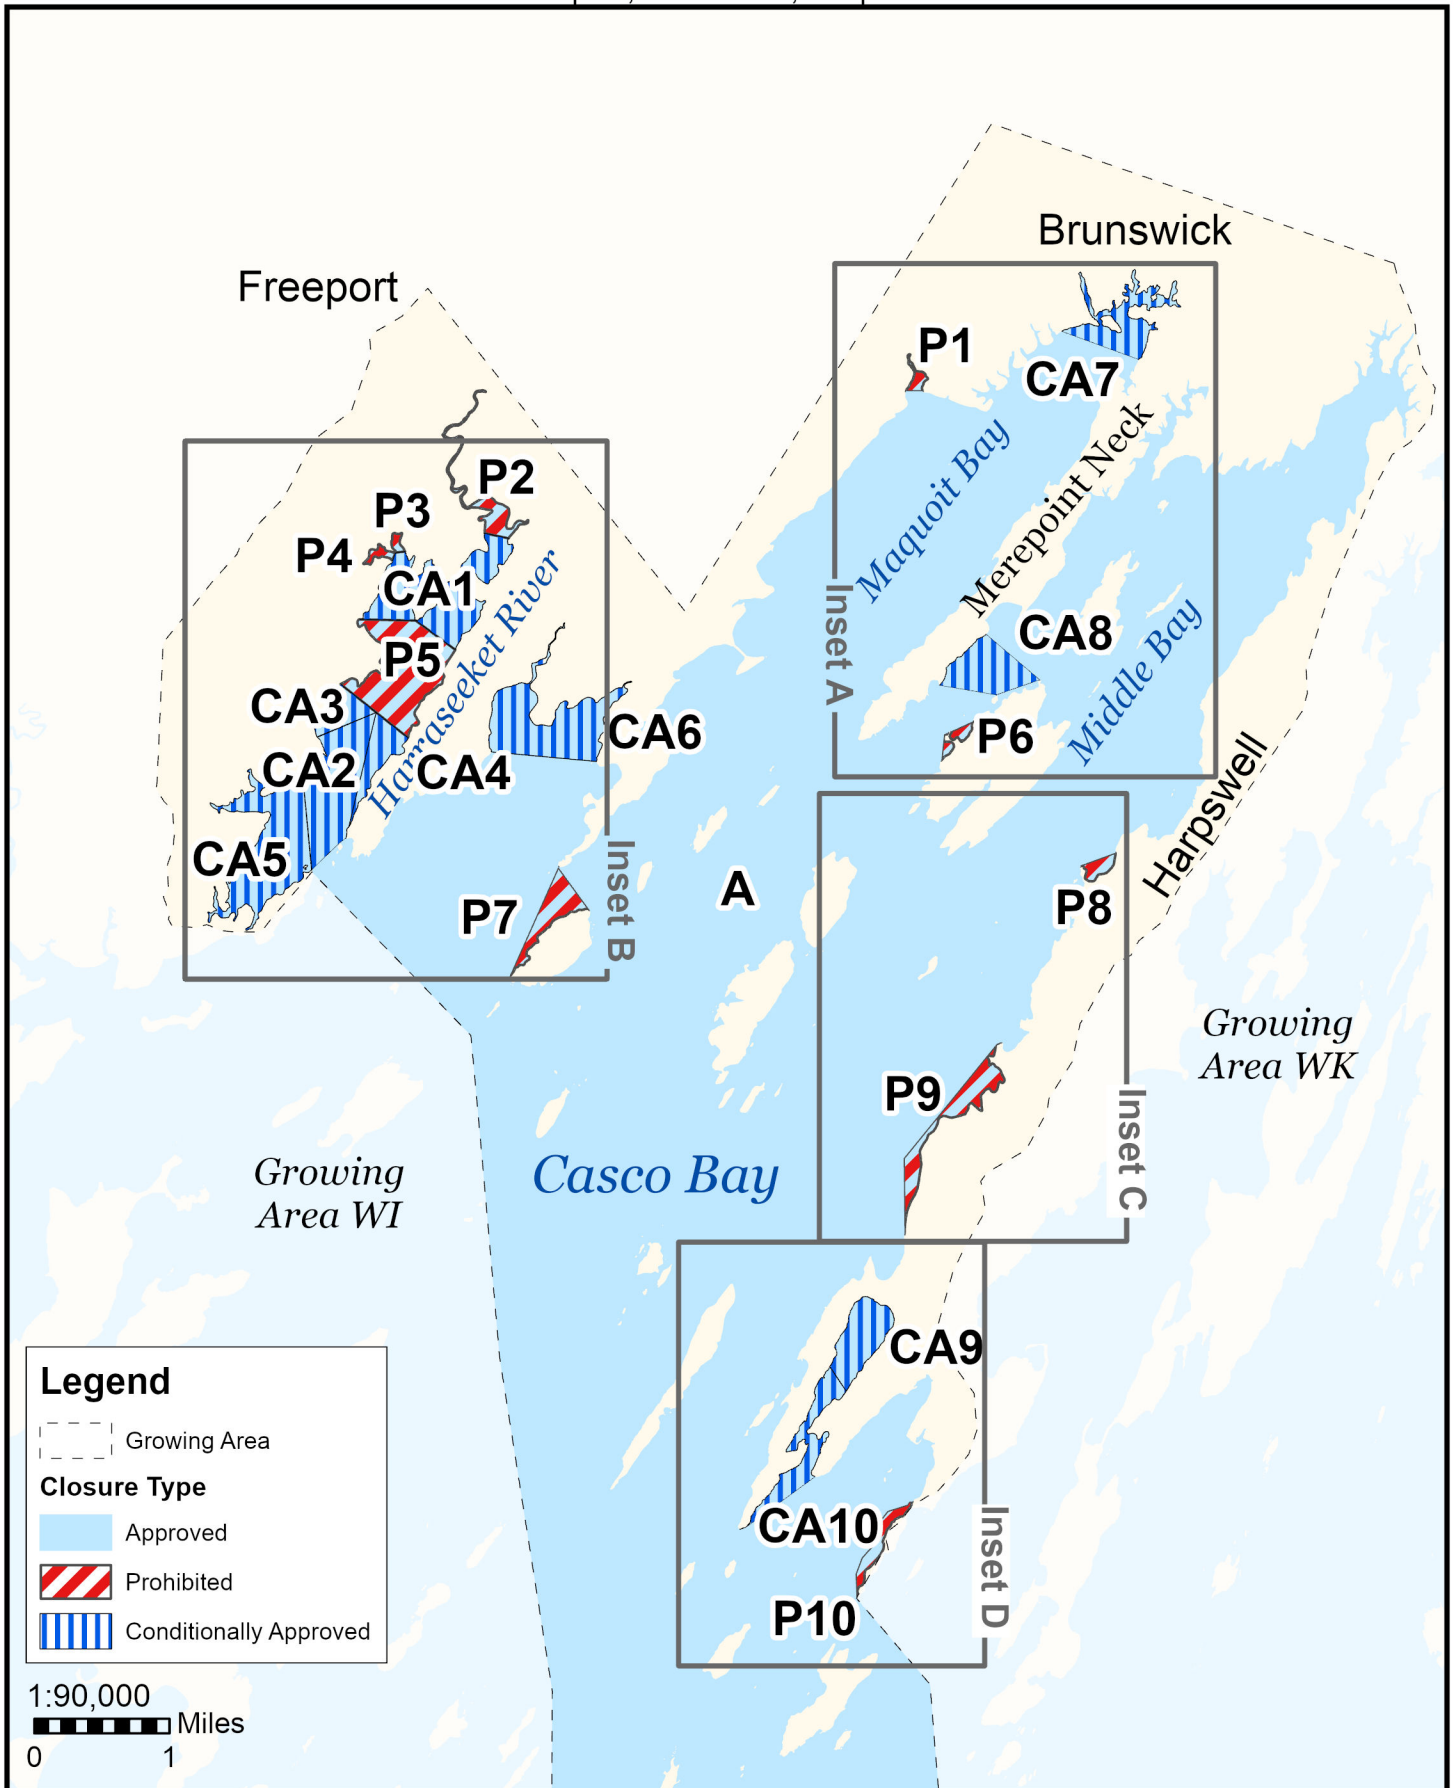 Brunswick
Freeport
P1
CA7
P2
P3
P4
CA1
Maquoit Bay
Merepoint Neck
Harraseeket River
Inset A
CA8
P5
Middle Bay
CA3
CA6
P6
CA2
CA4
Harpswell
CA5
Inset B
A
P7
P8
Growing
Area WK
P9
Inset C
Casco Bay
Growing
Area WI
CA9
CA10
Inset D
P10
Legend
Growing Area
Closure Type
Approved
Prohibited
Conditionally Approved
1:90,000
Miles
0 1